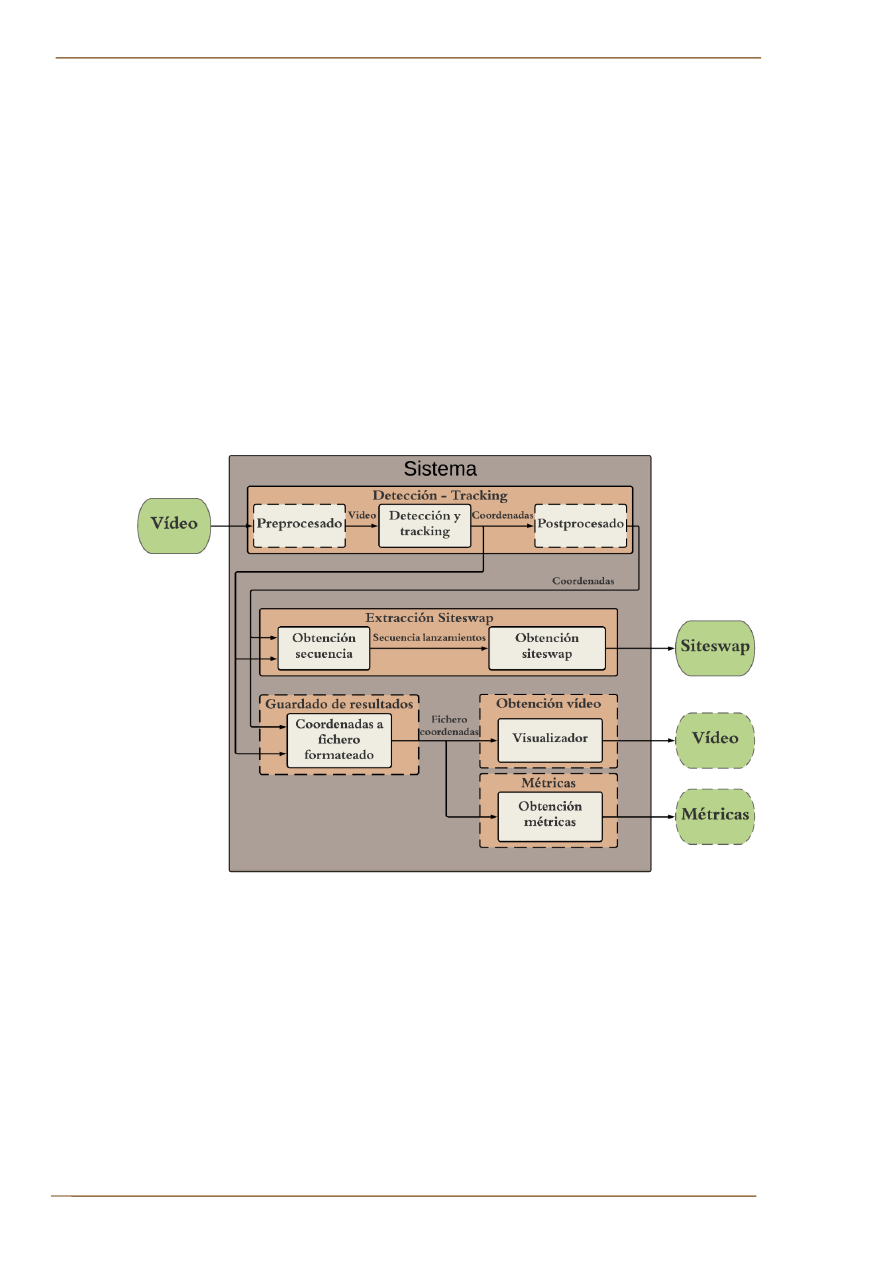 Sistema
Detección - Tracking
Vídeo
Preprocesado
Vídeo
Detección y
tracking
Coordenadas
Postprocesado
Coordenadas
Extracción Siteswap
Obtención
secuencia
Secuencia lanzamientos
Obtención
siteswap
Siteswap
Guardado de resultados
Coordenadas a
fichero
formateado
Fichero
coordenadas
Obtención vídeo
Visualizador
Vídeo
Métricas
Obtención
métricas
Métricas